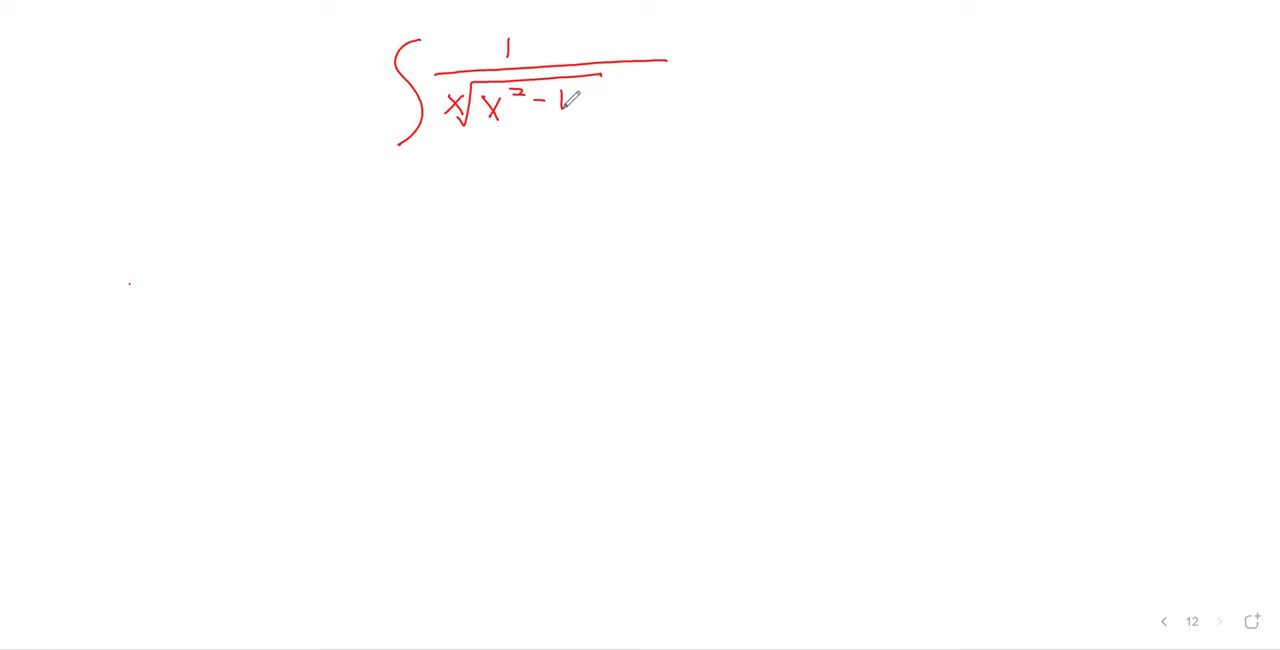 ∫ 1 / (x√(x² - 1
12